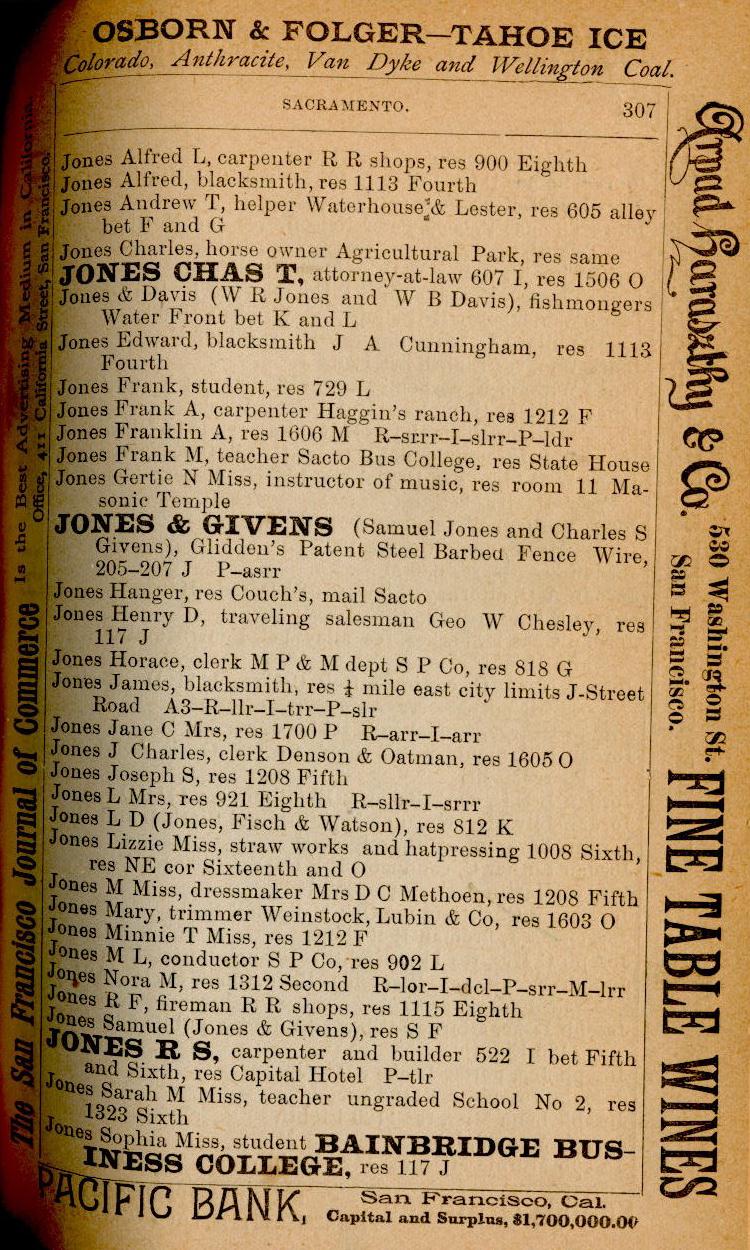 OSBORN & FOLGER—TAHOE ICE
Colorado, Anthracite, Van Dyke and Wellington Coal.
SACRAMENTO. 307
Jones Alfred L, carpenter R R shops, res 900 Eighth
Jones Alfred, blacksmith, res 1113 Fourth
Jones Andrew T, helper Waterhouse & Lester, res 605 alley
bet F and G
Jones Charles, horse owner Agricultural Park, res same
JONES CHAS T, attorney-at-law 607 I, res 1506 O
Jones & Davis (W R Jones and W B Davis), fishmongers
Water Front bet K and L
Jones Edward, blacksmith J A Cunningham, res 1113
Fourth
Jones Frank, student, res 729 L
Jones Frank A, carpenter Haggin's ranch, res 1212 F
Jones Franklin A, res 1606 M R–srrr–I–slrr–P–ldr
Jones Frank M, teacher Sacto Bus College, res State House
Jones Gertie N Miss, instructor of music, res room 11 Ma-
sonic Temple
JONES & GIVENS (Samuel Jones and Charles S
Givens), Glidden's Patent Steel Barbed Fence Wire,
205–207 J P–asrr
Jones Hanger, res Couch's, mail Sacto
Jones Henry D, traveling salesman Geo W Chesley, res
117 J
Jones Horace, clerk M P & M dept S P Co, res 818 G
Jones James, blacksmith, res ¼ mile east city limits J-Street
Road A3–R–llr–I–trr–P–slr
Jones Jane C Mrs, res 1700 P R–arr–I–arr
Jones J Charles, clerk Denson & Oatman, res 1605 O
Jones Joseph S, res 1208 Fifth
Jones L Mrs, res 921 Eighth R–sllr–I–srrr
Jones L D (Jones, Fisch & Watson), res 812 K
Jones Lizzie Miss, straw works and hatpressing 1008 Sixth,
res NE cor Sixteenth and O
Jones M Miss, dressmaker Mrs D C Methoen, res 1208 Fifth
Jones Mary, trimmer Weinstock, Lubin & Co, res 1603 O
Jones Minnie T Miss, res 1212 F
Jones M L, conductor S P Co, res 902 L
Jones Nora M, res 1312 Second R–lor–I–dcl–P–srr–M–lrr
Jones R F, fireman R R shops, res 1115 Eighth
Jones Samuel (Jones & Givens), res S F
JONES R S, carpenter and builder 522 I bet Fifth
and Sixth, res Capital Hotel P–tlr
Jones Sarah M Miss, teacher ungraded School No 2, res
1323 Sixth
Jones Sophia Miss, student BAINBRIDGE BUS-
INESS COLLEGE, res 117 J
PACIFIC BANK, San Francisco, Cal.
Capital and Surplus, $1,700,000.00
The San Francisco Journal of Commerce Is the Best Advertising Medium in California.
Office, 411 California Street, San Francisco.
Arpad Haraszthy & Co. 530 Washington St. San Francisco. FINE TABLE WINES